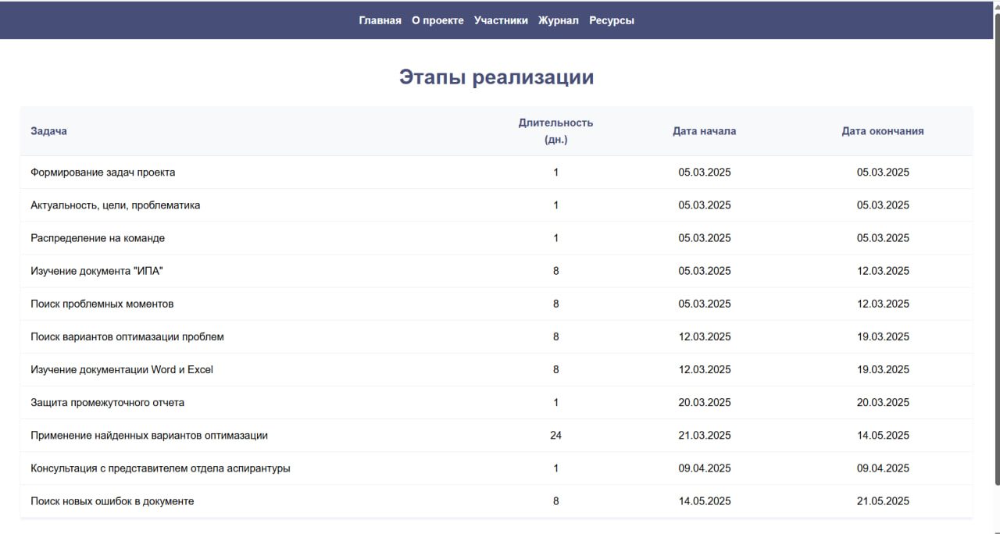 Главная О проекте Участники Журнал Ресурсы
Этапы реализации
Задача Длительность (дн.) Дата начала Дата окончания
Формирование задач проекта 1 05.03.2025 05.03.2025
Актуальность, цели, проблематика 1 05.03.2025 05.03.2025
Распределение на команде 1 05.03.2025 05.03.2025
Изучение документа "ИПА" 8 05.03.2025 12.03.2025
Поиск проблемных моментов 8 05.03.2025 12.03.2025
Поиск вариантов оптимазации проблем 8 12.03.2025 19.03.2025
Изучение документации Word и Excel 8 12.03.2025 19.03.2025
Защита промежуточного отчета 1 20.03.2025 20.03.2025
Применение найденных вариантов оптимазации 24 21.03.2025 14.05.2025
Консультация с представителем отдела аспирантуры 1 09.04.2025 09.04.2025
Поиск новых ошибок в документе 8 14.05.2025 21.05.2025